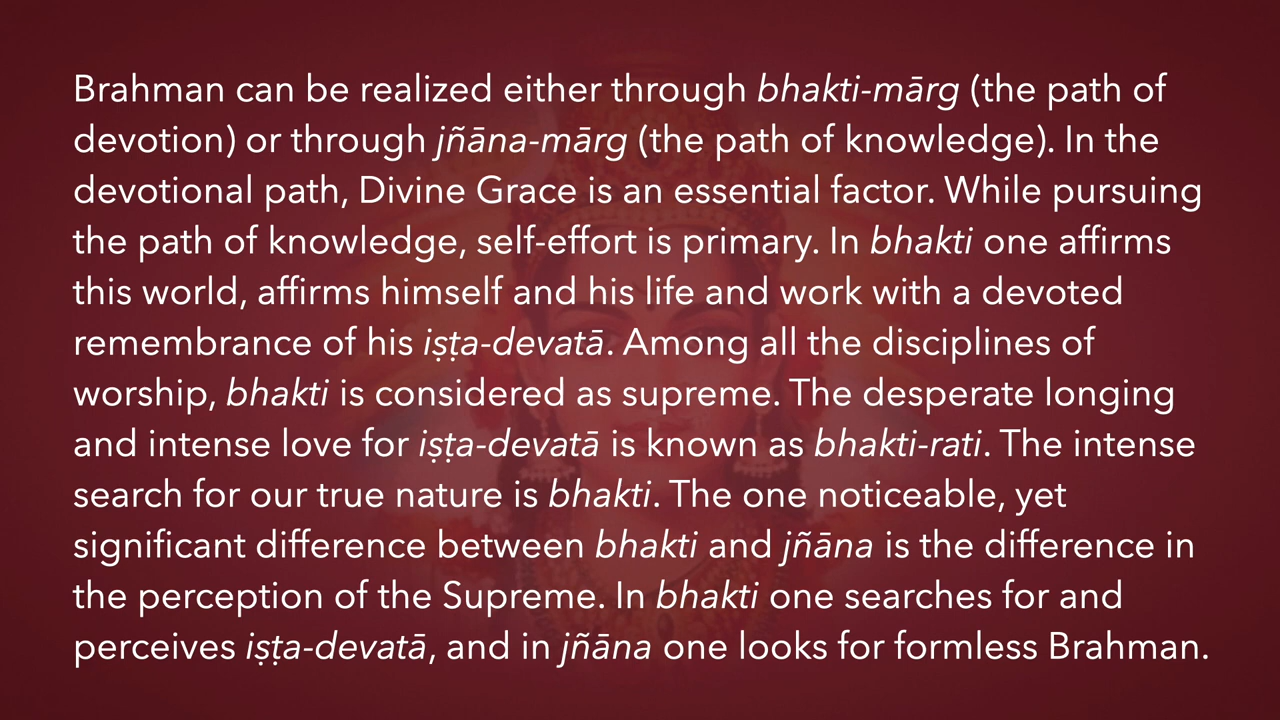 Brahman can be realized either through bhakti-mārg (the path of
devotion) or through jñāna-mārg (the path of knowledge). In the
devotional path, Divine Grace is an essential factor. While pursuing
the path of knowledge, self-effort is primary. In bhakti one affirms
this world, affirms himself and his life and work with a devoted
remembrance of his iṣṭa-devatā. Among all the disciplines of
worship, bhakti is considered as supreme. The desperate longing
and intense love for iṣṭa-devatā is known as bhakti-rati. The intense
search for our true nature is bhakti. The one noticeable, yet
significant difference between bhakti and jñāna is the difference in
the perception of the Supreme. In bhakti one searches for and
perceives iṣṭa-devatā, and in jñāna one looks for formless Brahman.